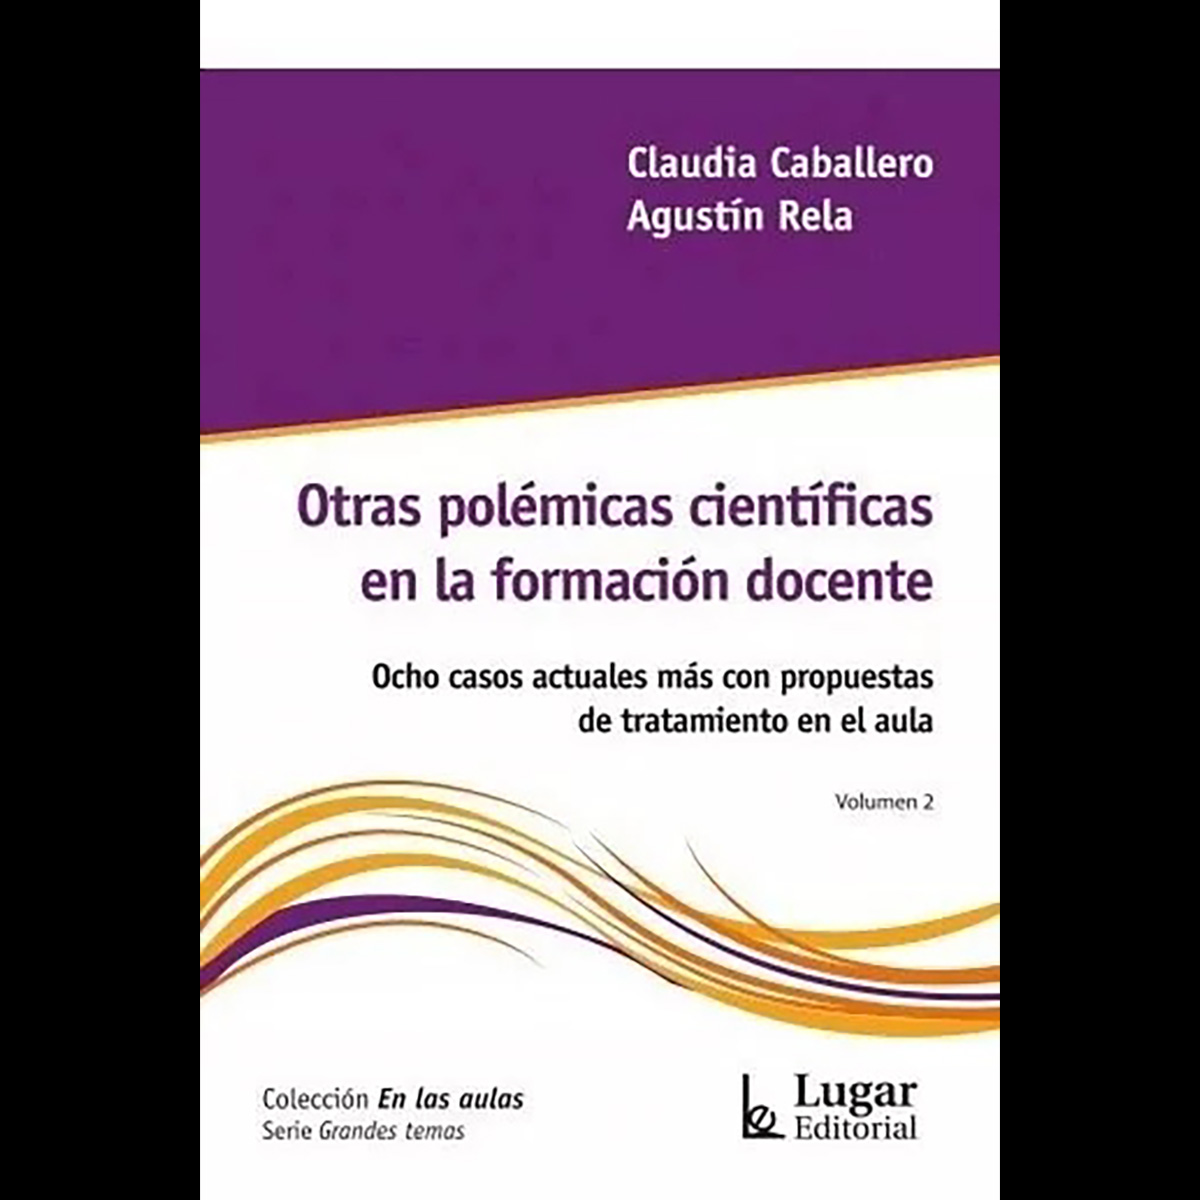 Claudia Caballero
Agustín Rela
Otras polémicas científicas
en la formación docente
Ocho casos actuales más con propuestas
de tratamiento en el aula
Volumen 2
Colección En las aulas
Serie Grandes temas
le
Lugar
Editorial